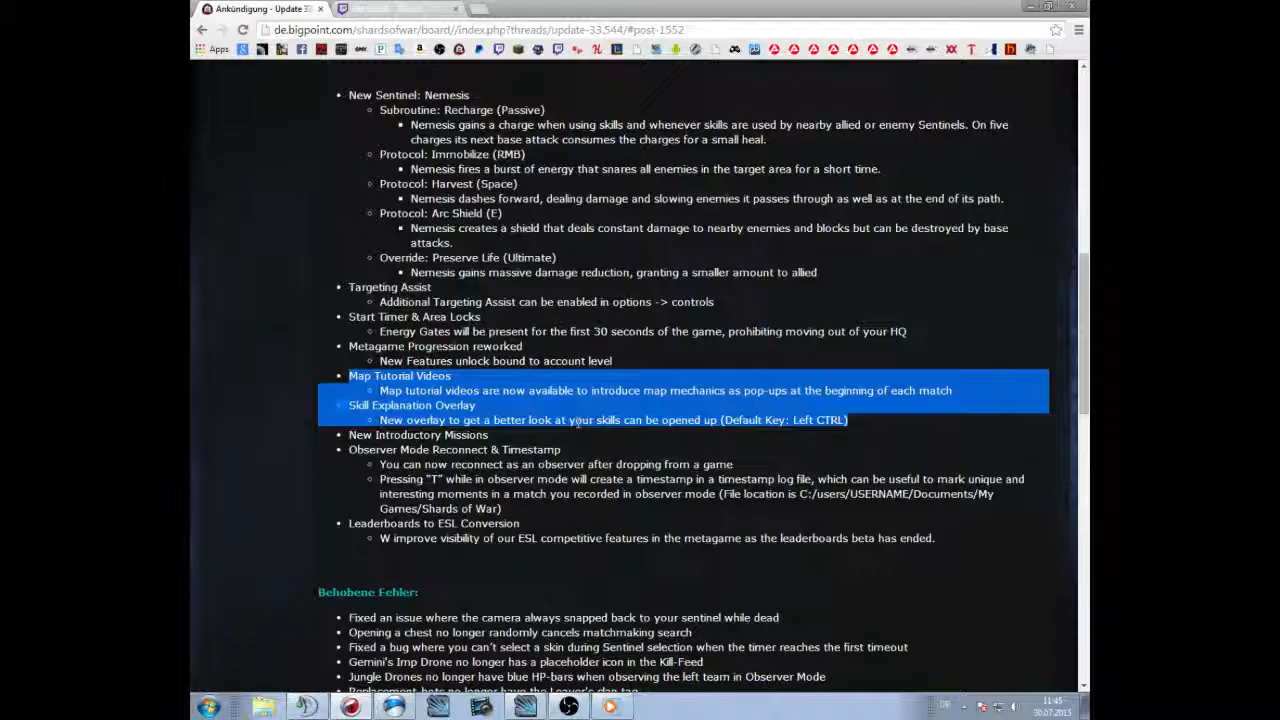 Ankündigung - Update 33.5
de.bigpoint.com/shardsofwar/board//index.php?threads/update-33,544/#post-1552
Apps
New Sentinel: Nemesis
Subroutine: Recharge (Passive)
Nemesis gains a charge when using skills and whenever skills are used by nearby allied or enemy Sentinels. On five
charges its next base attack consumes the charges for a small heal.
Protocol: Immobilize (RMB)
Nemesis fires a burst of energy that snares all enemies in the target area for a short time.
Protocol: Harvest (Space)
Nemesis dashes forward, dealing damage and slowing enemies it passes through as well as at the end of its path.
Protocol: Arc Shield (E)
Nemesis creates a shield that deals constant damage to nearby enemies and blocks but can be destroyed by base
attacks.
Override: Preserve Life (Ultimate)
Nemesis gains massive damage reduction, granting a smaller amount to allied
Targeting Assist
Additional Targeting Assist can be enabled in options -> controls
Start Timer & Area Locks
Energy Gates will be present for the first 30 seconds of the game, prohibiting moving out of your HQ
Metagame Progression reworked
New Features unlock bound to account level
Map Tutorial Videos
Map tutorial videos are now available to introduce map mechanics as pop-ups at the beginning of each match
Skill Explanation Overlay
New overlay to get a better look at your skills can be opened up (Default Key: Left CTRL)
New Introductory Missions
Observer Mode Reconnect & Timestamp
You can now reconnect as an observer after dropping from a game
Pressing “T” while in observer mode will create a timestamp in a timestamp log file, which can be useful to mark unique and
interesting moments in a match you recorded in observer mode (File location is C:/users/USERNAME/Documents/My
Games/Shards of War)
Leaderboards to ESL Conversion
W improve visibility of our ESL competitive features in the metagame as the leaderboards beta has ended.
Behobene Fehler:
Fixed an issue where the camera always snapped back to your sentinel while dead
Opening a chest no longer randomly cancels matchmaking search
Fixed a bug where you can’t select a skin during Sentinel selection when the timer reaches the first timeout
Gemini's Imp Drone no longer has a placeholder icon in the Kill-Feed
Jungle Drones no longer have blue HP-bars when observing the left team in Observer Mode
Replacement-bots no longer have the Leaver's clan tag
DE
11:45
30.07.2015